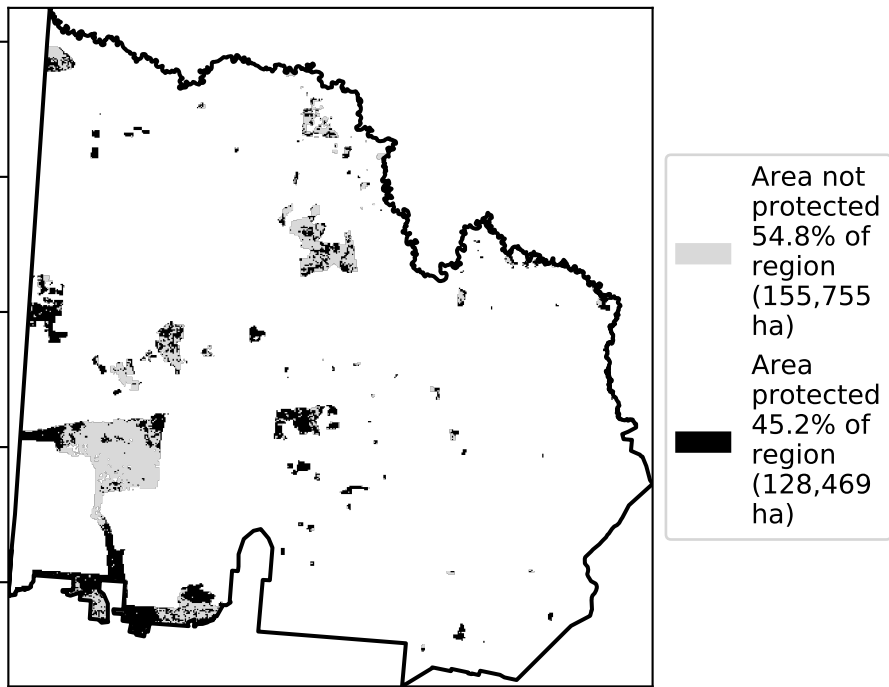 Area not
protected
54.8% of
region
(155,755
ha)
Area
protected
45.2% of
region
(128,469
ha)